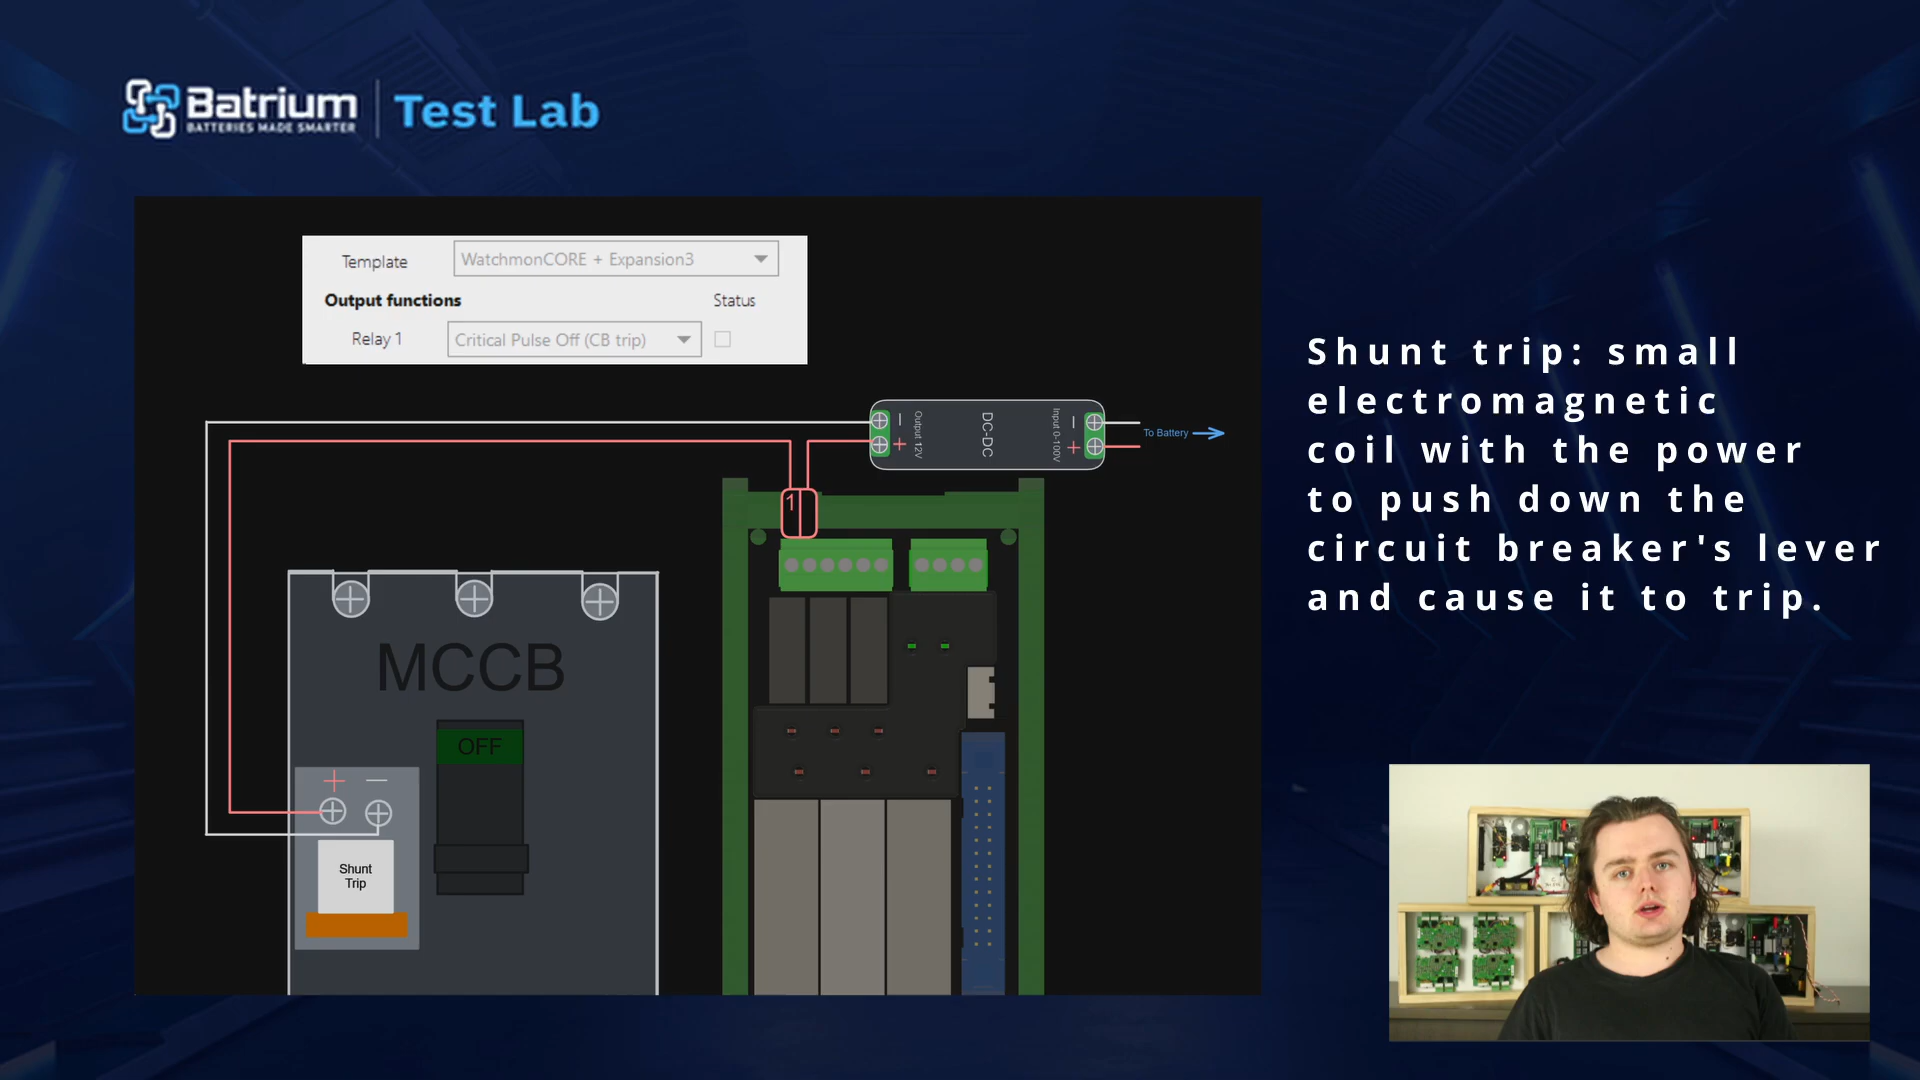 Batrium
BATTERIES MADE SMARTER
Test Lab
Template
WatchmonCORE + Expansion3
Output functions
Status
Relay 1
Critical Pulse Off (CB trip)
− Output 12V
+
DC-DC
Input 0-100V −
+
To Battery
1
MCCB
OFF
+ −
Shunt
Trip
Shunt trip: small
electromagnetic
coil with the power
to push down the
circuit breaker's lever
and cause it to trip.